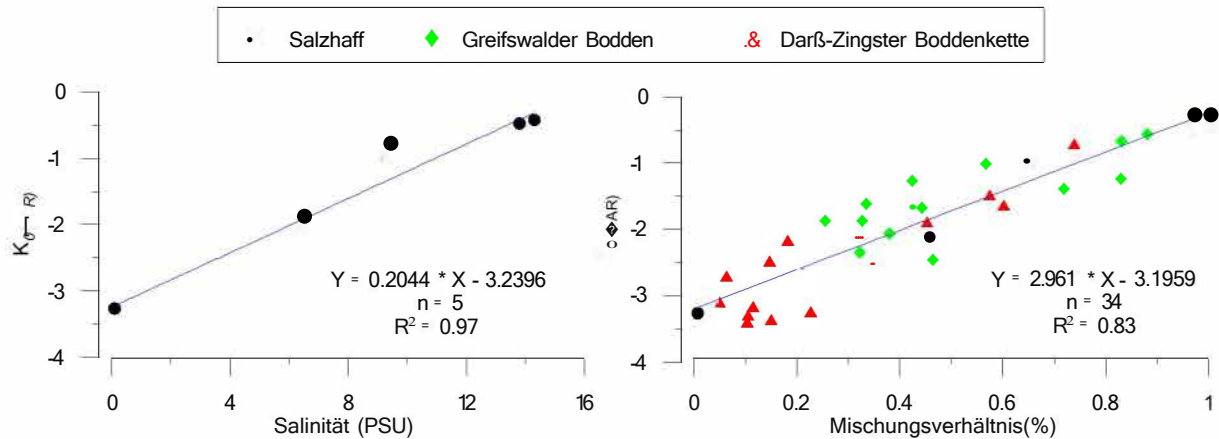 Salzhaff
Greifswalder Bodden
Darß-Zingster Boddenkette
0
-1
-2
-3
-4
0 4 8 12 16
Salinität (PSU)
Y = 0.2044 * X - 3.2396
n = 5
R² = 0.97
0
-1
-2
-3
-4
0 0.2 0.4 0.6 0.8 1
Mischungsverhältnis(%)
Y = 2.961 * X - 3.1959
n = 34
R² = 0.83